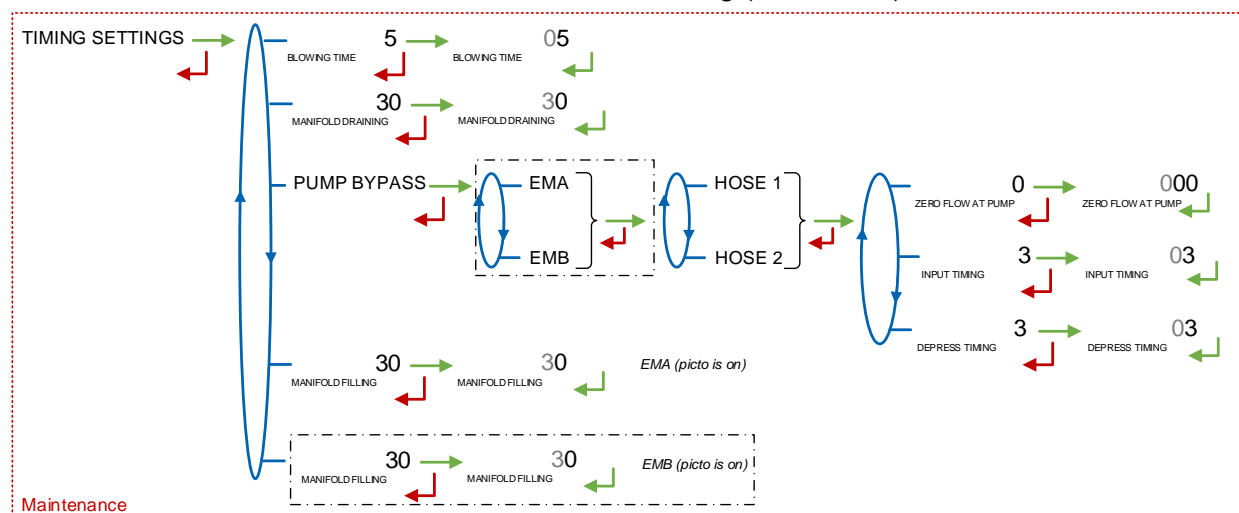 TIMING SETTINGS
5
BLOWING TIME
05
BLOWING TIME
30
MANIFOLD DRAINING
30
MANIFOLD DRAINING
PUMP BYPASS
EMA
EMB
HOSE 1
HOSE 2
0
ZERO FLOW AT PUMP
000
ZERO FLOW AT PUMP
3
INPUT TIMING
03
INPUT TIMING
3
DEPRESS TIMING
03
DEPRESS TIMING
30
MANIFOLD FILLING
30
MANIFOLD FILLING
EMA (picto is on)
30
MANIFOLD FILLING
30
MANIFOLD FILLING
EMB (picto is on)
Maintenance